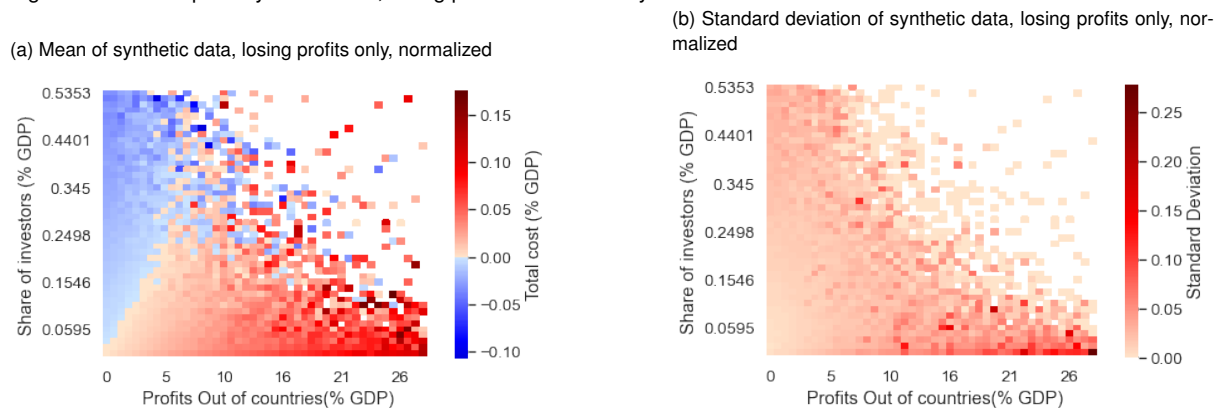 (b) Standard deviation of synthetic data, losing profits only, nor-
malized
(a) Mean of synthetic data, losing profits only, normalized
0.5353
0.4401
0.345
0.2498
0.1546
0.0595
Share of investors (% GDP)
0 5 10 16 21 26
Profits Out of countries(% GDP)
0.15
0.10
0.05
0.00
−0.05
−0.10
Total cost (% GDP)
0.5353
0.4401
0.345
0.2498
0.1546
0.0595
Share of investors (% GDP)
0 5 10 16 21 26
Profits Out of countries(% GDP)
0.25
0.20
0.15
0.10
0.05
0.00
Standard Deviation